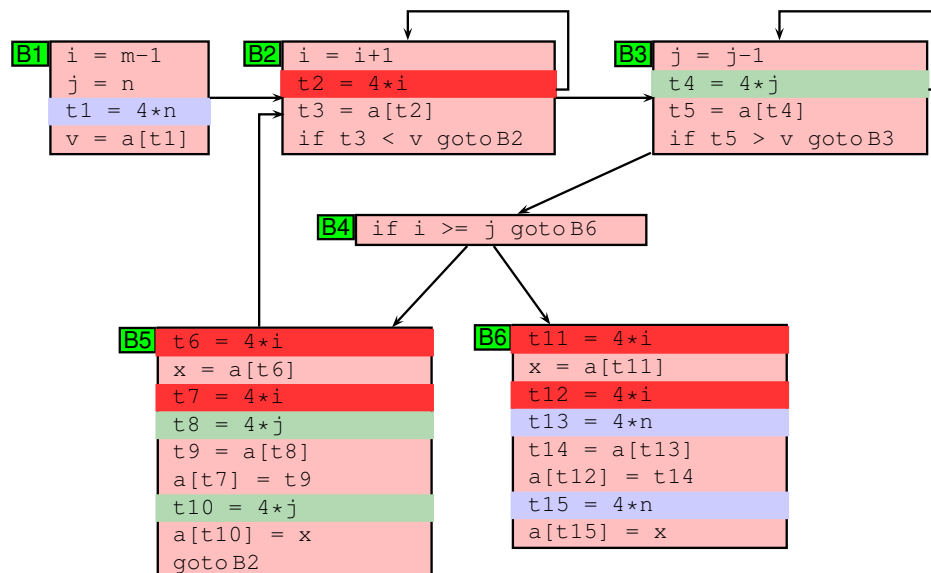 B1
i = m-1
j = n
t1 = 4*n
v = a[t1]
B2
i = i+1
t2 = 4*i
t3 = a[t2]
if t3 < v goto B2
B3
j = j-1
t4 = 4*j
t5 = a[t4]
if t5 > v goto B3
B4
if i >= j goto B6
B5
t6 = 4*i
x = a[t6]
t7 = 4*i
t8 = 4*j
t9 = a[t8]
a[t7] = t9
t10 = 4*j
a[t10] = x
goto B2
B6
t11 = 4*i
x = a[t11]
t12 = 4*i
t13 = 4*n
t14 = a[t13]
a[t12] = t14
t15 = 4*n
a[t15] = x